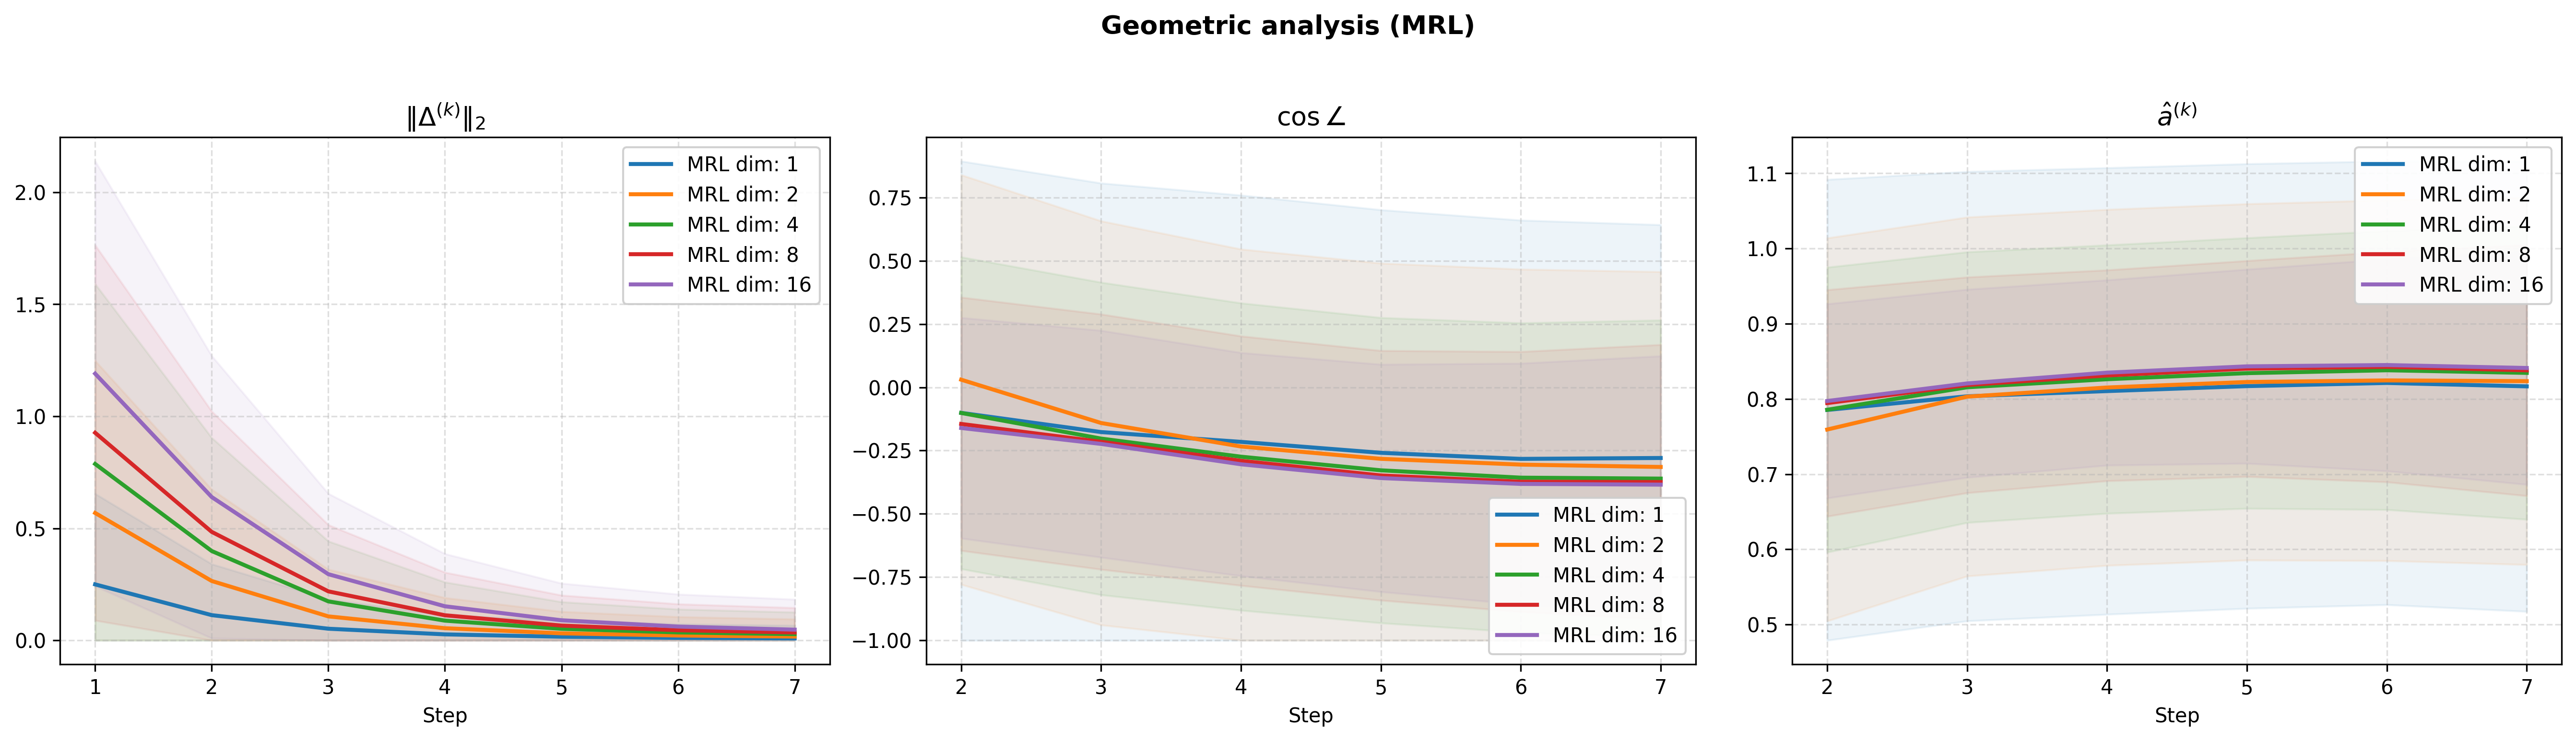 Geometric analysis (MRL)
‖Δ⁽ᵏ⁾‖₂
2.0
1.5
1.0
0.5
0.0
1 2 3 4 5 6 7
Step
MRL dim: 1
MRL dim: 2
MRL dim: 4
MRL dim: 8
MRL dim: 16
cos ∠
0.75
0.50
0.25
0.00
−0.25
−0.50
−0.75
−1.00
2 3 4 5 6 7
Step
MRL dim: 1
MRL dim: 2
MRL dim: 4
MRL dim: 8
MRL dim: 16
â⁽ᵏ⁾
1.1
1.0
0.9
0.8
0.7
0.6
0.5
2 3 4 5 6 7
Step
MRL dim: 1
MRL dim: 2
MRL dim: 4
MRL dim: 8
MRL dim: 16